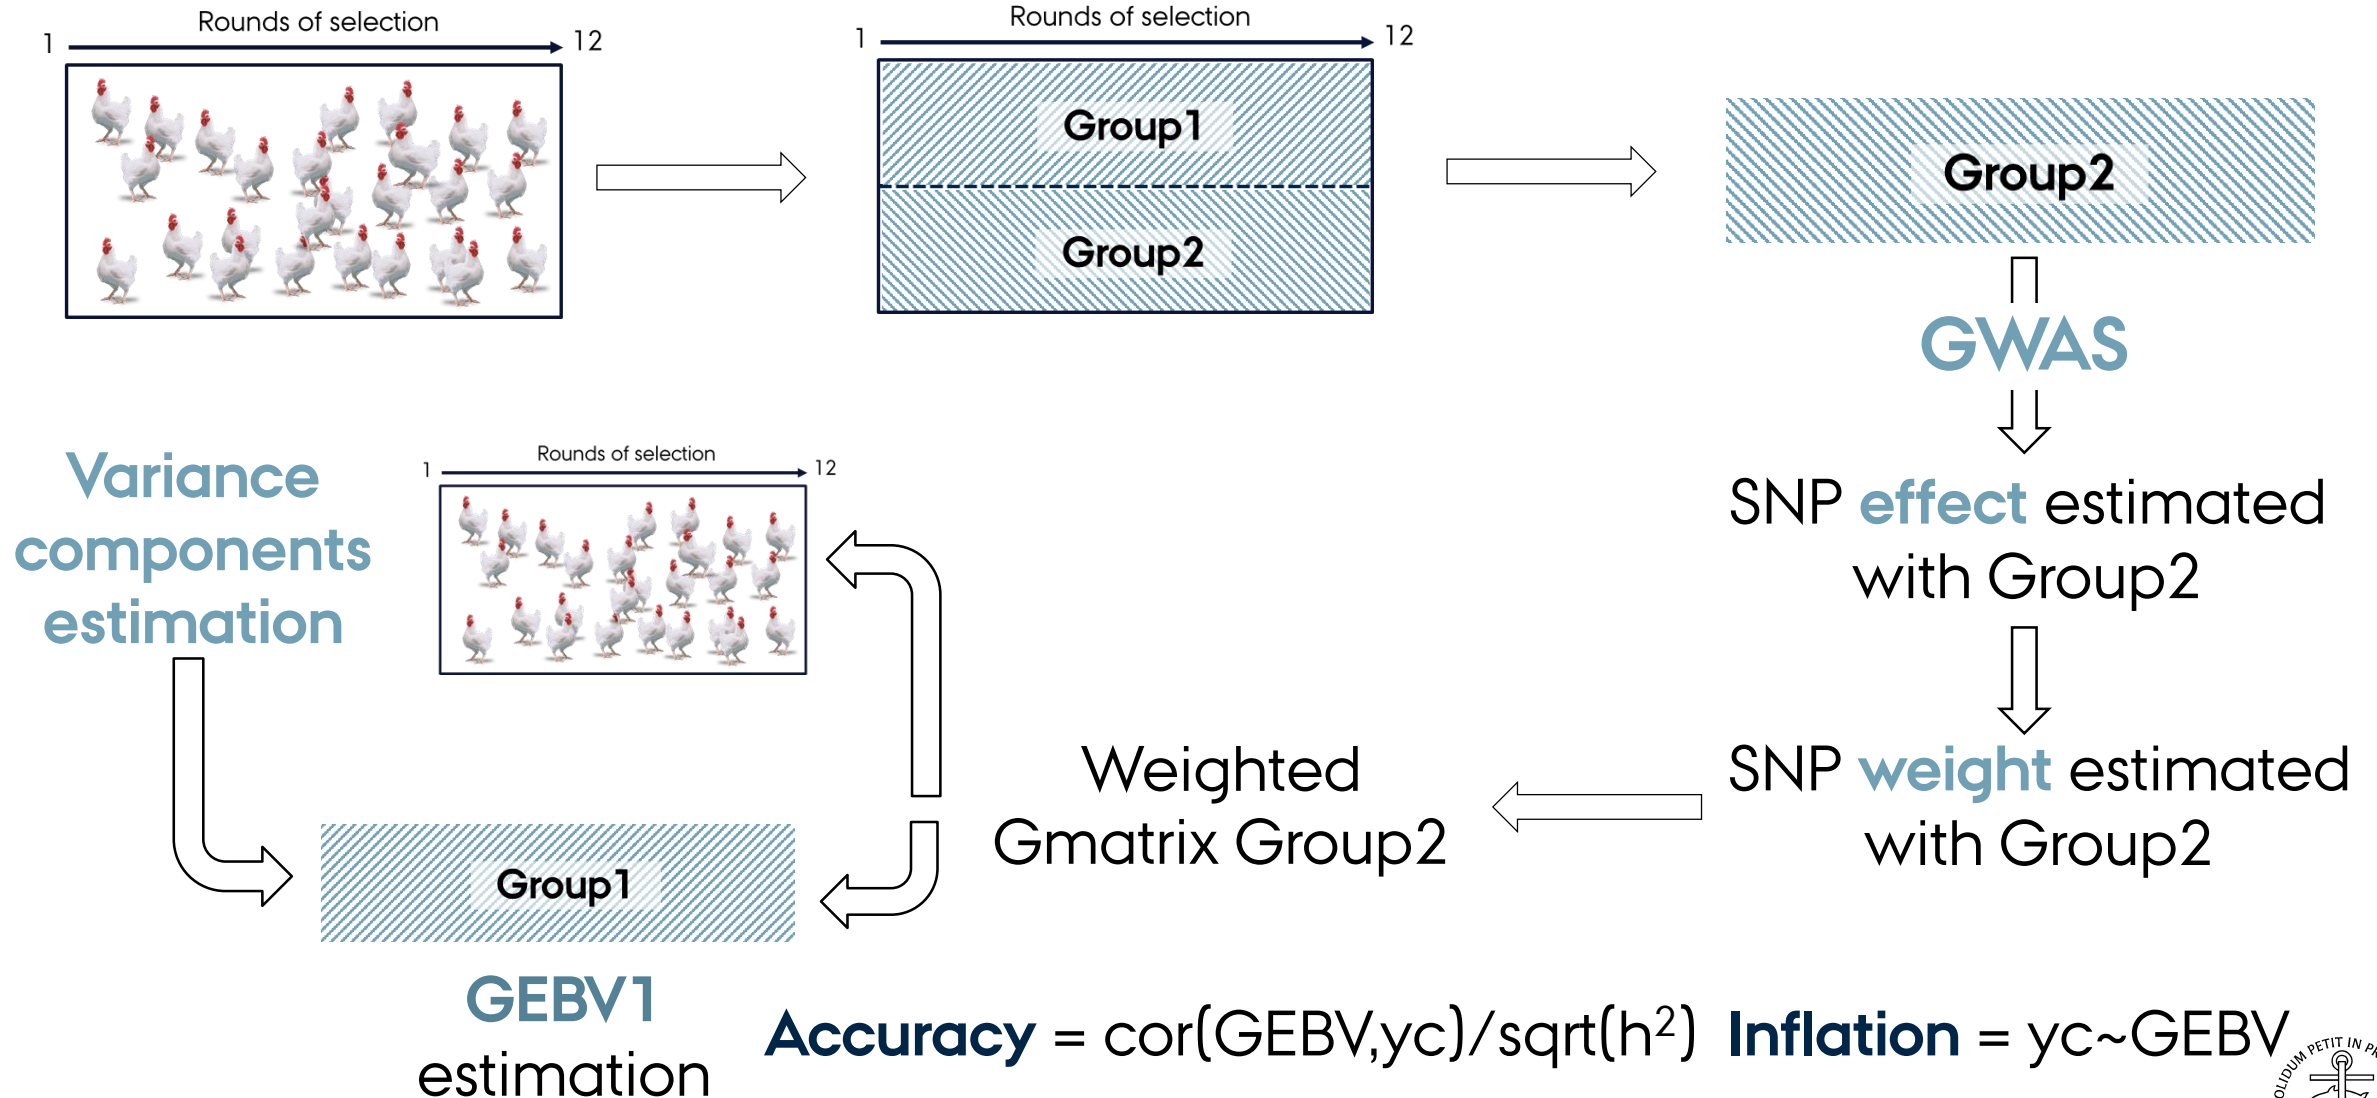 Rounds of selection
1 12
Rounds of selection
1 12
Group1
Group2
Group2
GWAS
SNP effect estimated
with Group2
SNP weight estimated
with Group2
Weighted
Gmatrix Group2
Rounds of selection
1 12
Variance
components
estimation
Group1
GEBV1
estimation
Accuracy = cor(GEBV,yc)/sqrt(h²)
Inflation = yc~GEBV
PETIT IN